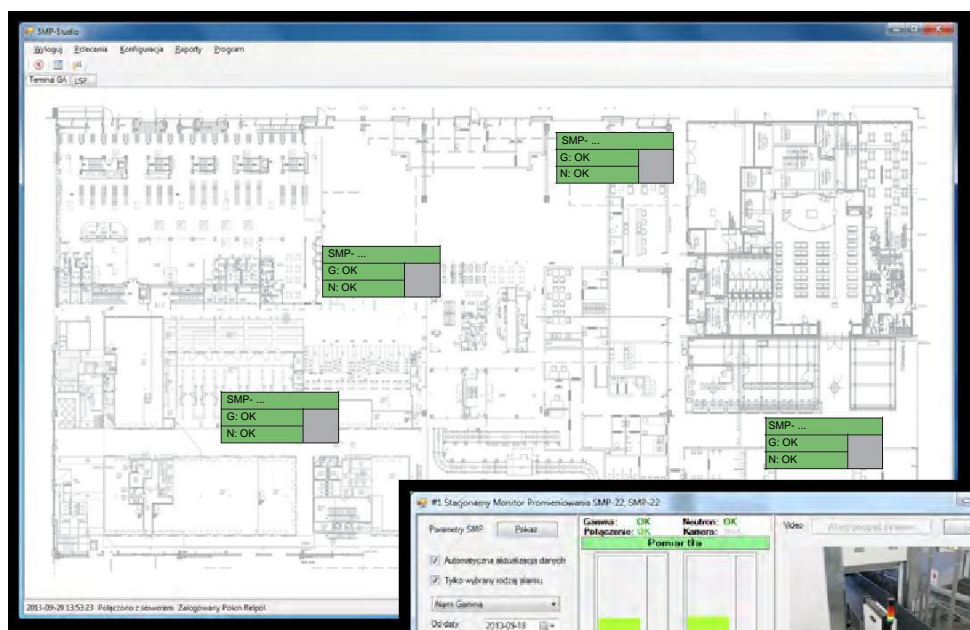 SMP-Studio
Wyloguj Polecenia Konfiguracja Raporty Program
Terminal GA LSP
SMP- ...
G: OK
N: OK
SMP- ...
G: OK
N: OK
SMP- ...
G: OK
N: OK
SMP- ...
G: OK
N: OK
2013-09-20 13:53:23 Połączono z serwerem Zalogowany Polon Relpol
#1 Stacjonarny Monitor Promieniowania SMP-22, SMP-22
Parametry SMP Pokaż
Gamma: OK Neutron: OK
Połączenie: OK Kamera:
Pomiar tła
Video
Automatyczna aktualizacja danych
Tylko wybrany rodzaj alarmu
Alarm Gamma
Od daty 2013-09-18